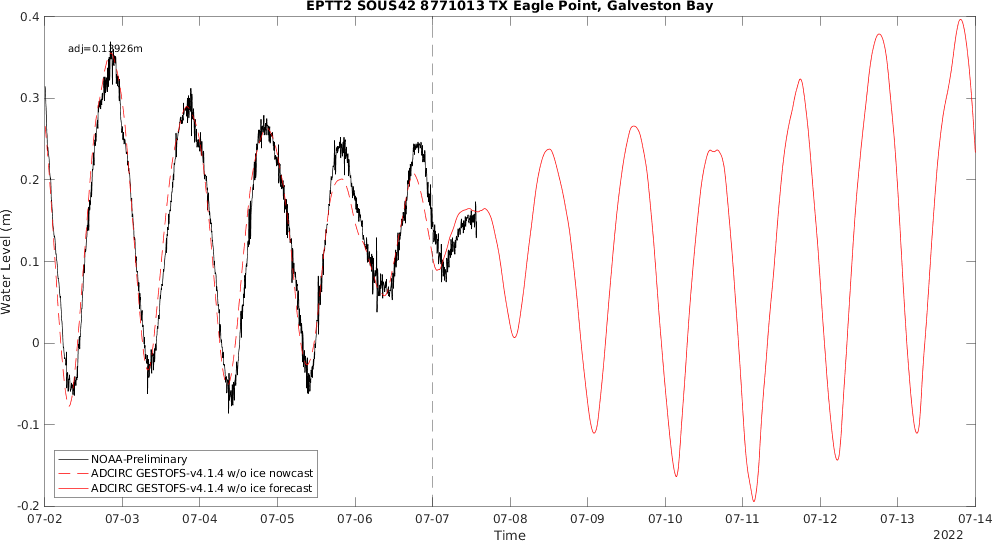 EPTT2 SOUS42 8771013 TX Eagle Point, Galveston Bay
adj=0.13926m
0.4
0.3
0.2
0.1
0
-0.1
-0.2
Water Level (m)
NOAA-Preliminary
ADCIRC GESTOFS-v4.1.4 w/o ice nowcast
ADCIRC GESTOFS-v4.1.4 w/o ice forecast
07-02 07-03 07-04 07-05 07-06 07-07 07-08 07-09 07-10 07-11 07-12 07-13 07-14
Time
2022